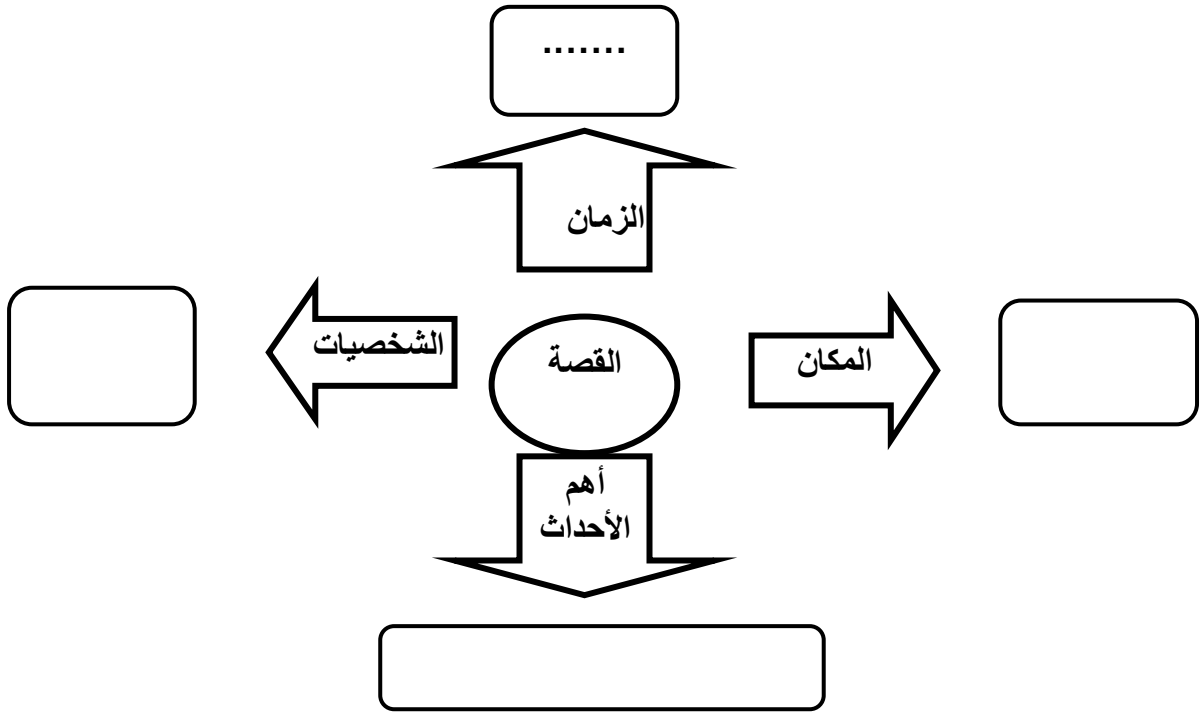 .......
الزمان
المكان
القصة
الشخصيات
أهم
الأحداث